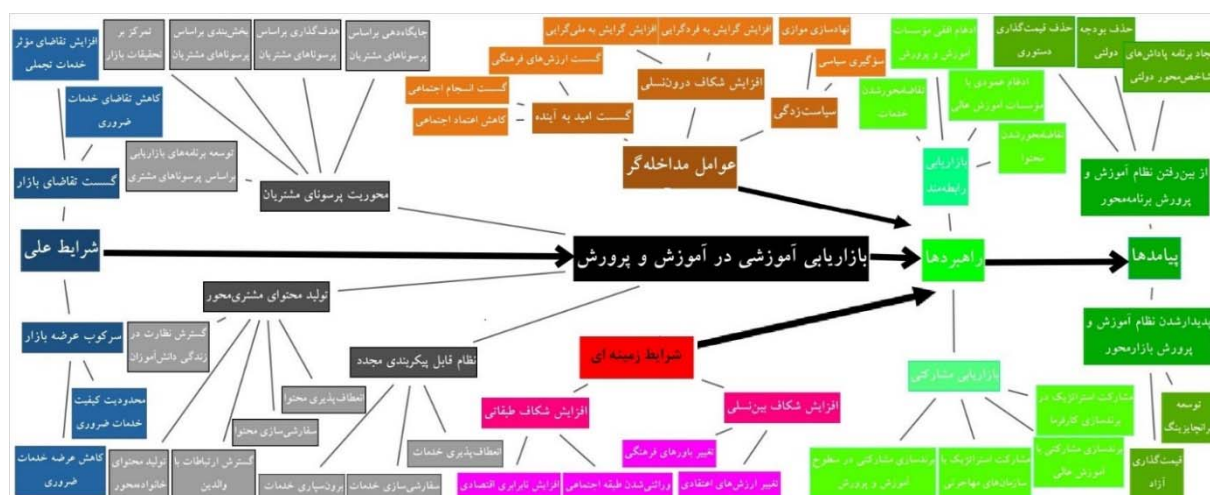 افزایش تقاضای مؤثر
خدمات تجملی
کاهش تقاضای خدمات
ضروری
گسست تقاضای بازار
شرایط علی
سرکوب عرضه بازار
محدودیت کیفیت
خدمات ضروری
کاهش عرضه خدمات
ضروری
تمرکز بر
تحقیقات بازار
بخش‌بندی براساس
پرسوناهای مشتریان
هدف‌گذاری براساس
پرسوناهای مشتریان
جایگاه‌دهی براساس
پرسوناهای مشتریان
توسعه برنامه‌های بازاریابی
براساس پرسوناهای مشتری
محوریت پرسونای مشتریان
بازاریابی آموزشی در آموزش و پرورش
تولید محتوای مشتری‌محور
گسترش نظارت در
زندگی دانش‌آموزان
تولید محتوای
خانواده‌محور
گسترش ارتباطات با
والدین
سفارشی‌سازی محتوا
انعطاف‌پذیری محتوا
نظام قابل پیکربندی مجدد
سفارشی‌سازی خدمات
برون‌سپاری خدمات
انعطاف‌پذیری خدمات
عوامل مداخله‌گر
گسست امید به آینده
گسست ارزش‌های فرهنگی
گسست انسجام اجتماعی
کاهش اعتماد اجتماعی
افزایش شکاف درون‌نسلی
افزایش گرایش به ملی‌گرایی
افزایش گرایش به فردگرایی
سیاست‌زدگی
نهادسازی موازی
سوگیری سیاسی
شرایط زمینه ای
افزایش شکاف طبقاتی
افزایش نابرابری اقتصادی
وراثتی‌شدن طبقه اجتماعی
افزایش شکاف بین‌نسلی
تغییر باورهای فرهنگی
تغییر ارزش‌های اعتقادی
راهبردها
بازاریابی
رابطه‌مند
تقاضامحورشدن
خدمات
ادغام افقی مؤسسات
آموزش و پرورش
ادغام عمودی با
مؤسسات آموزش عالی
تقاضامحورشدن
محتوا
بازاریابی مشارکتی
برندسازی مشارکتی در سطوح
آموزش و پرورش
مشارکت استراتژیک با
سازمان‌های مهاجرتی
برندسازی مشارکتی با
آموزش عالی
مشارکت استراتژیک در
برندسازی کارفرما
پیامدها
از بین‌رفتن نظام آموزش و
پرورش برنامه‌محور
حذف قیمت‌گذاری
دستوری
حذف بودجه
دولتی
جاد برنامه پاداش‌های
شاخص‌محور دولتی
پدیدارشدن نظام آموزش و
پرورش بازارمحور
توسعه
رانچایزینگ
قیمت‌گذاری
آزاد